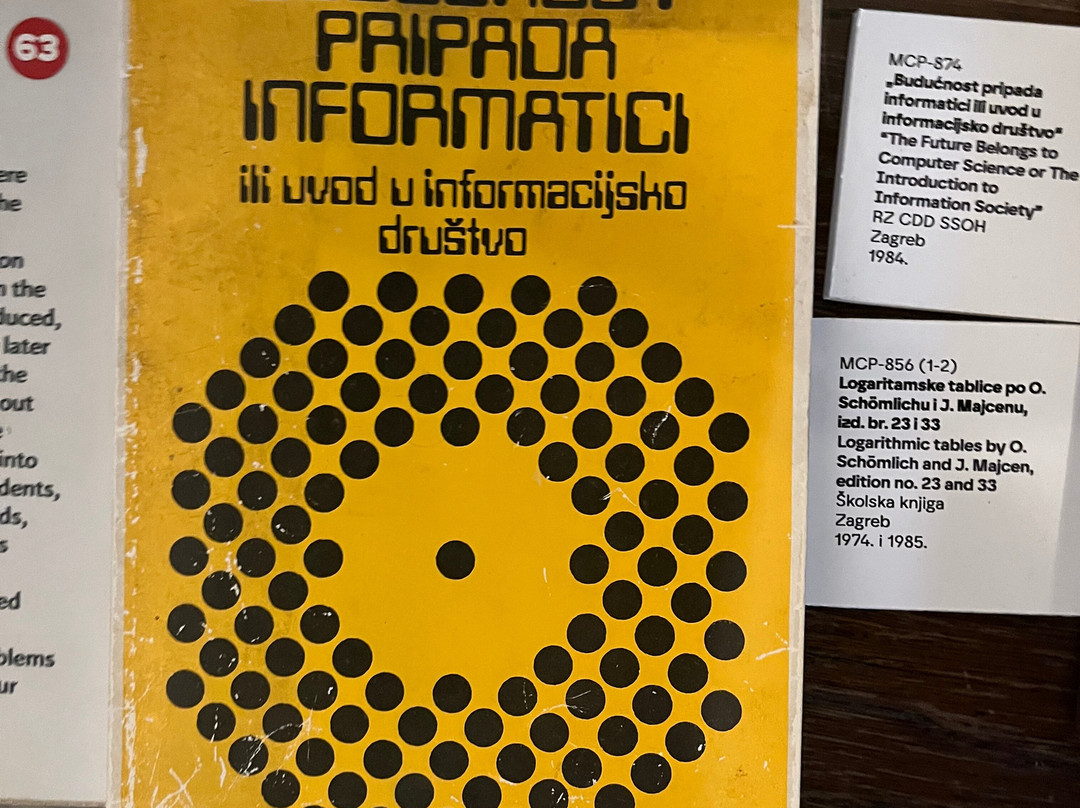 63
ere
he
on
n the
duced,
later
the
out
e
into
dents,
ds,
s
ed
blems
ur
PRIPADA
INFORMATICI
ili uvod u informacijsko
društvo
MCP-874
„Budućnost pripada
informatici ili uvod u
informacijsko društvo"
"The Future Belongs to
Computer Science or The
Introduction to
Information Society"
RZ CDD SSOH
Zagreb
1984.
MCP-856 (1-2)
Logaritamske tablice po O.
Schömlichu i J. Majcenu,
izd. br. 23 i 33
Logarithmic tables by O.
Schömlich and J. Majcen,
edition no. 23 and 33
Školska knjiga
Zagreb
1974. i 1985.